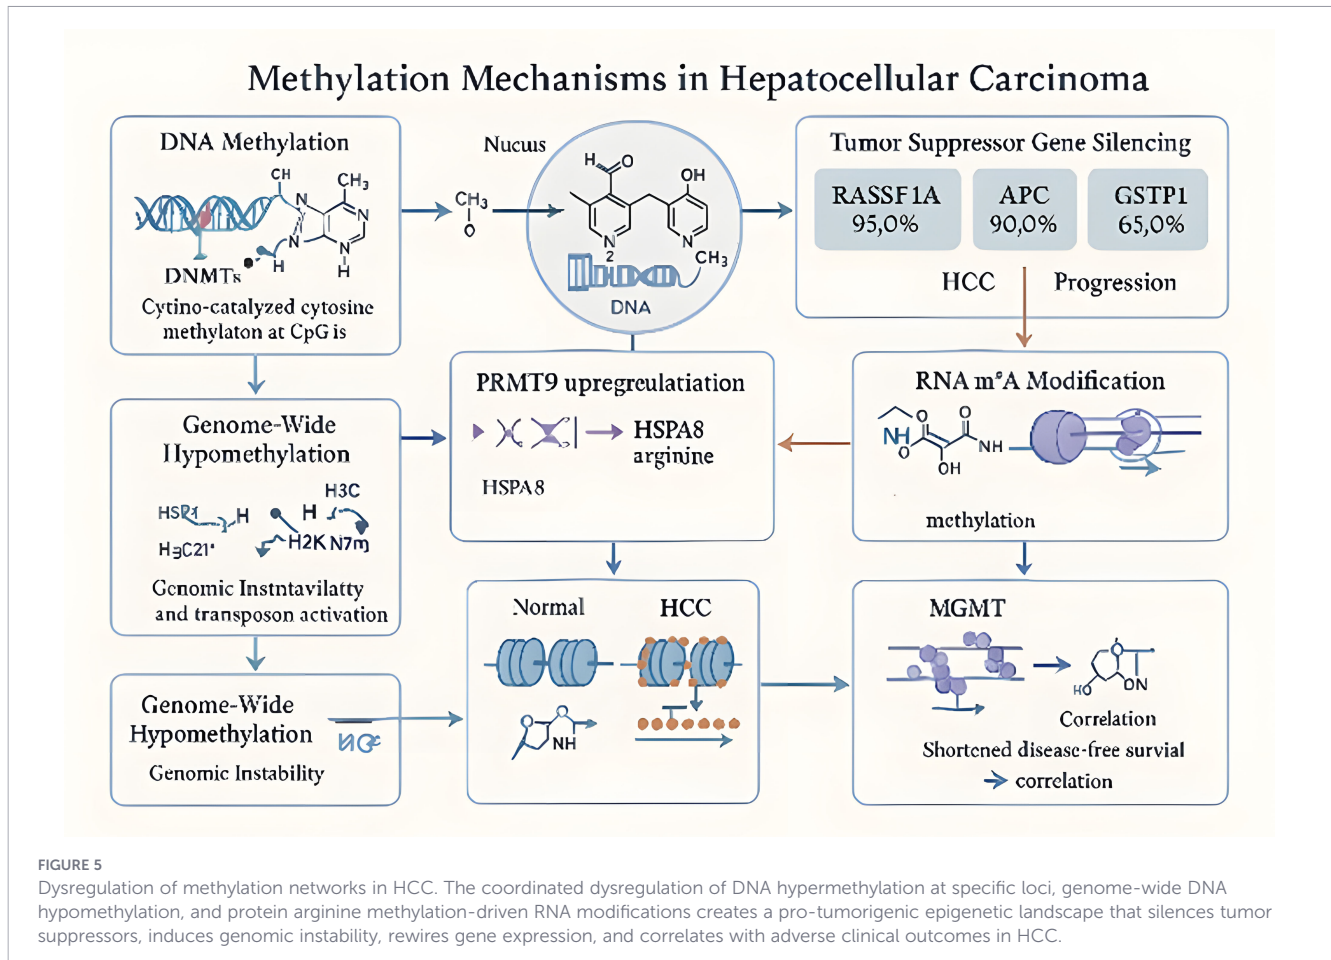 Methylation Mechanisms in Hepatocellular Carcinoma
DNA Methylation
CH
CH3
N
N
N
N
H
N
H
DNMTs
Cytino-catalyzed cytosine
methylaton at CpG is
CH3
O
Nucus
H
O
OH
N
2
N
CH3
DNA
Tumor Suppressor Gene Silencing
RASSF1A
95,0%
APC
90,0%
GSTP1
65,0%
HCC
Progression
Genome-Wide
Hypomethylation
H3C
H
H
H2K N7m
Genomic Instntavilatty
and transposon activation
PRMT9 upregreulatiation
HSPA8
arginine
HSPA8
RNA m⁶A Modification
O
O
NH
O
NH
OH
methylation
Genome-Wide
Hypomethylation
Genomic Instability
Normal
HCC
O
O
NH
MGMT
O
HO
ON
Correlation
Shortened disease-free survial
correlation
FIGURE 5
Dysregulation of methylation networks in HCC. The coordinated dysregulation of DNA hypermethylation at specific loci, genome-wide DNA
hypomethylation, and protein arginine methylation-driven RNA modifications creates a pro-tumorigenic epigenetic landscape that silences tumor
suppressors, induces genomic instability, rewires gene expression, and correlates with adverse clinical outcomes in HCC.